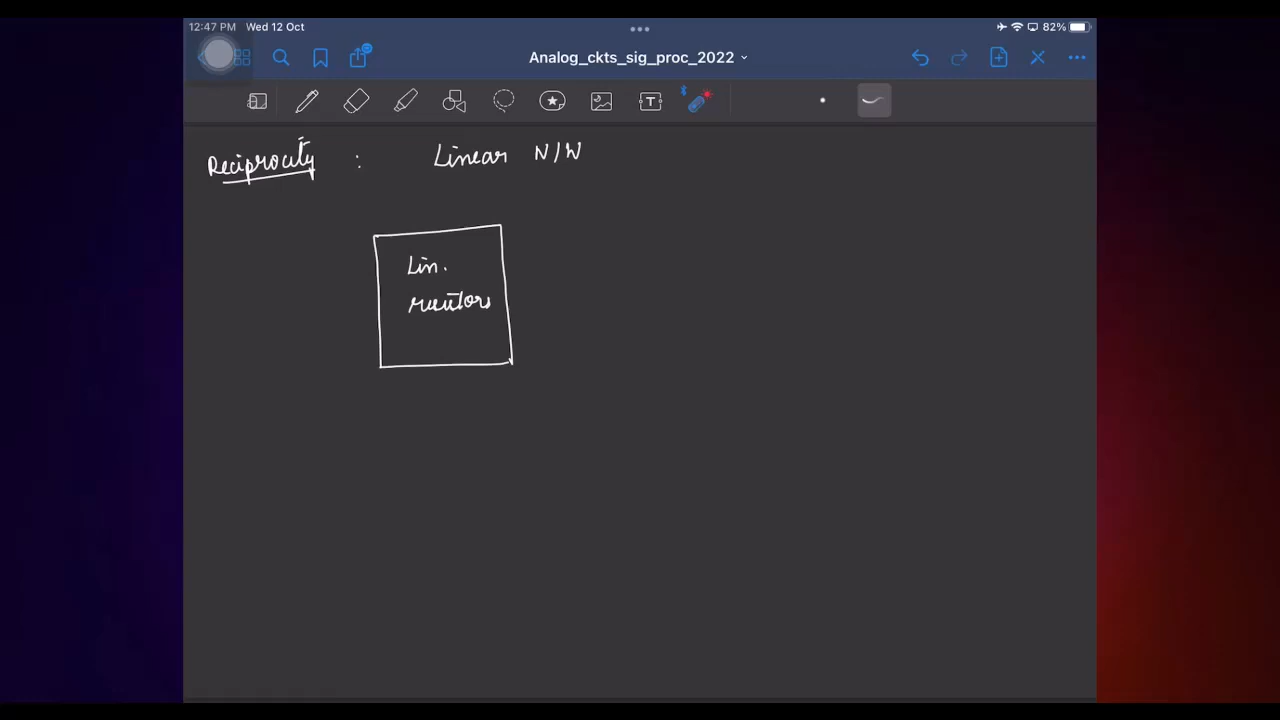 12:47 PM Wed 12 Oct
82%
Analog_ckts_sig_proc_2022
T
Reciprocity : Linear N/W
Lin.
resistors